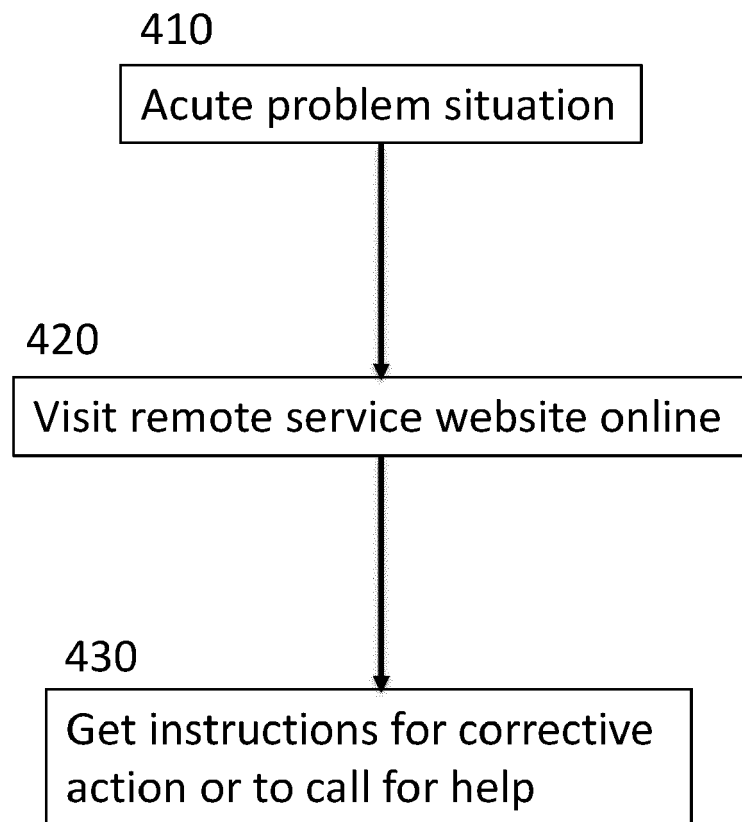 410
Acute problem situation
420
Visit remote service website online
430
Get instructions for corrective
action or to call for help